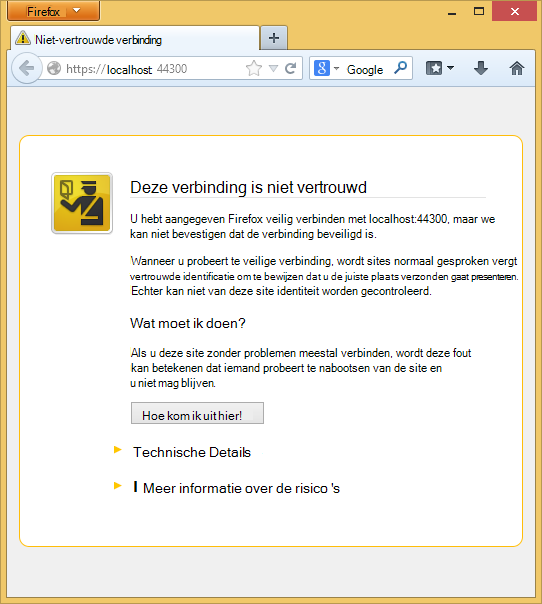 Firefox
Niet-vertrouwde verbinding
https://localhost 44300
Google
Deze verbinding is niet vertrouwd
U hebt aangegeven Firefox veilig verbinden met localhost:44300, maar we
kan niet bevestigen dat de verbinding beveiligd is.
Wanneer u probeert te veilige verbinding, wordt sites normaal gesproken vergt
vertrouwde identificatie om te bewijzen dat u de juiste plaats verzonden gaat presenteren.
Echter kan niet van deze site identiteit worden gecontroleerd.
Wat moet ik doen?
Als u deze site zonder problemen meestal verbinden, wordt deze fout
kan betekenen dat iemand probeert te nabootsen van de site en
u niet mag blijven.
Hoe kom ik uit hier!
Technische Details
I Meer informatie over de risico 's